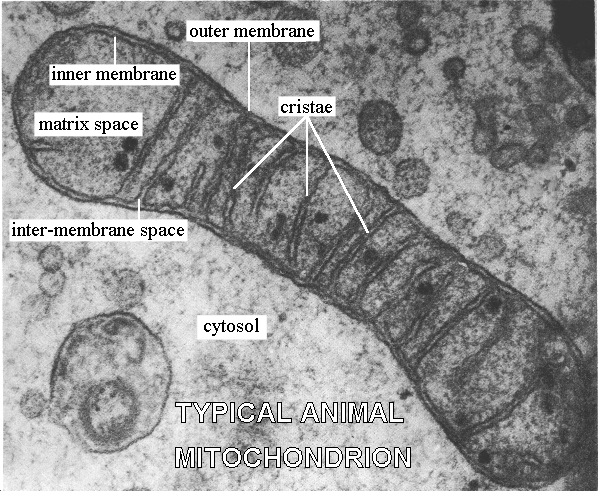 outer membrane
inner membrane
cristae
matrix space
inter-membrane space
cytosol
TYPICAL ANIMAL
MITOCHONDRION